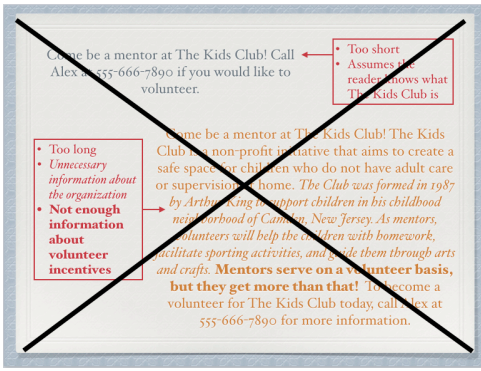 Come be a mentor at The Kids Club! Call
Alex at 555-666-7890 if you would like to
volunteer.
• Too short
• Assumes the
reader knows what
The Kids Club is
• Too long
• Unnecessary
information about
the organization
• Not enough
information
about
volunteer
incentives
Come be a mentor at The Kids Club! The Kids
Club is a non-profit initiative that aims to create a
safe space for children who do not have adult care
or supervision at home. The Club was formed in 1987
by Arthur King to support children in his childhood
neighborhood of Camden, New Jersey. As mentors,
volunteers will help the children with homework,
facilitate sporting activities, and guide them through arts
and crafts. Mentors serve on a volunteer basis,
but they get more than that! To become a
volunteer for The Kids Club today, call Alex at
555-666-7890 for more information.